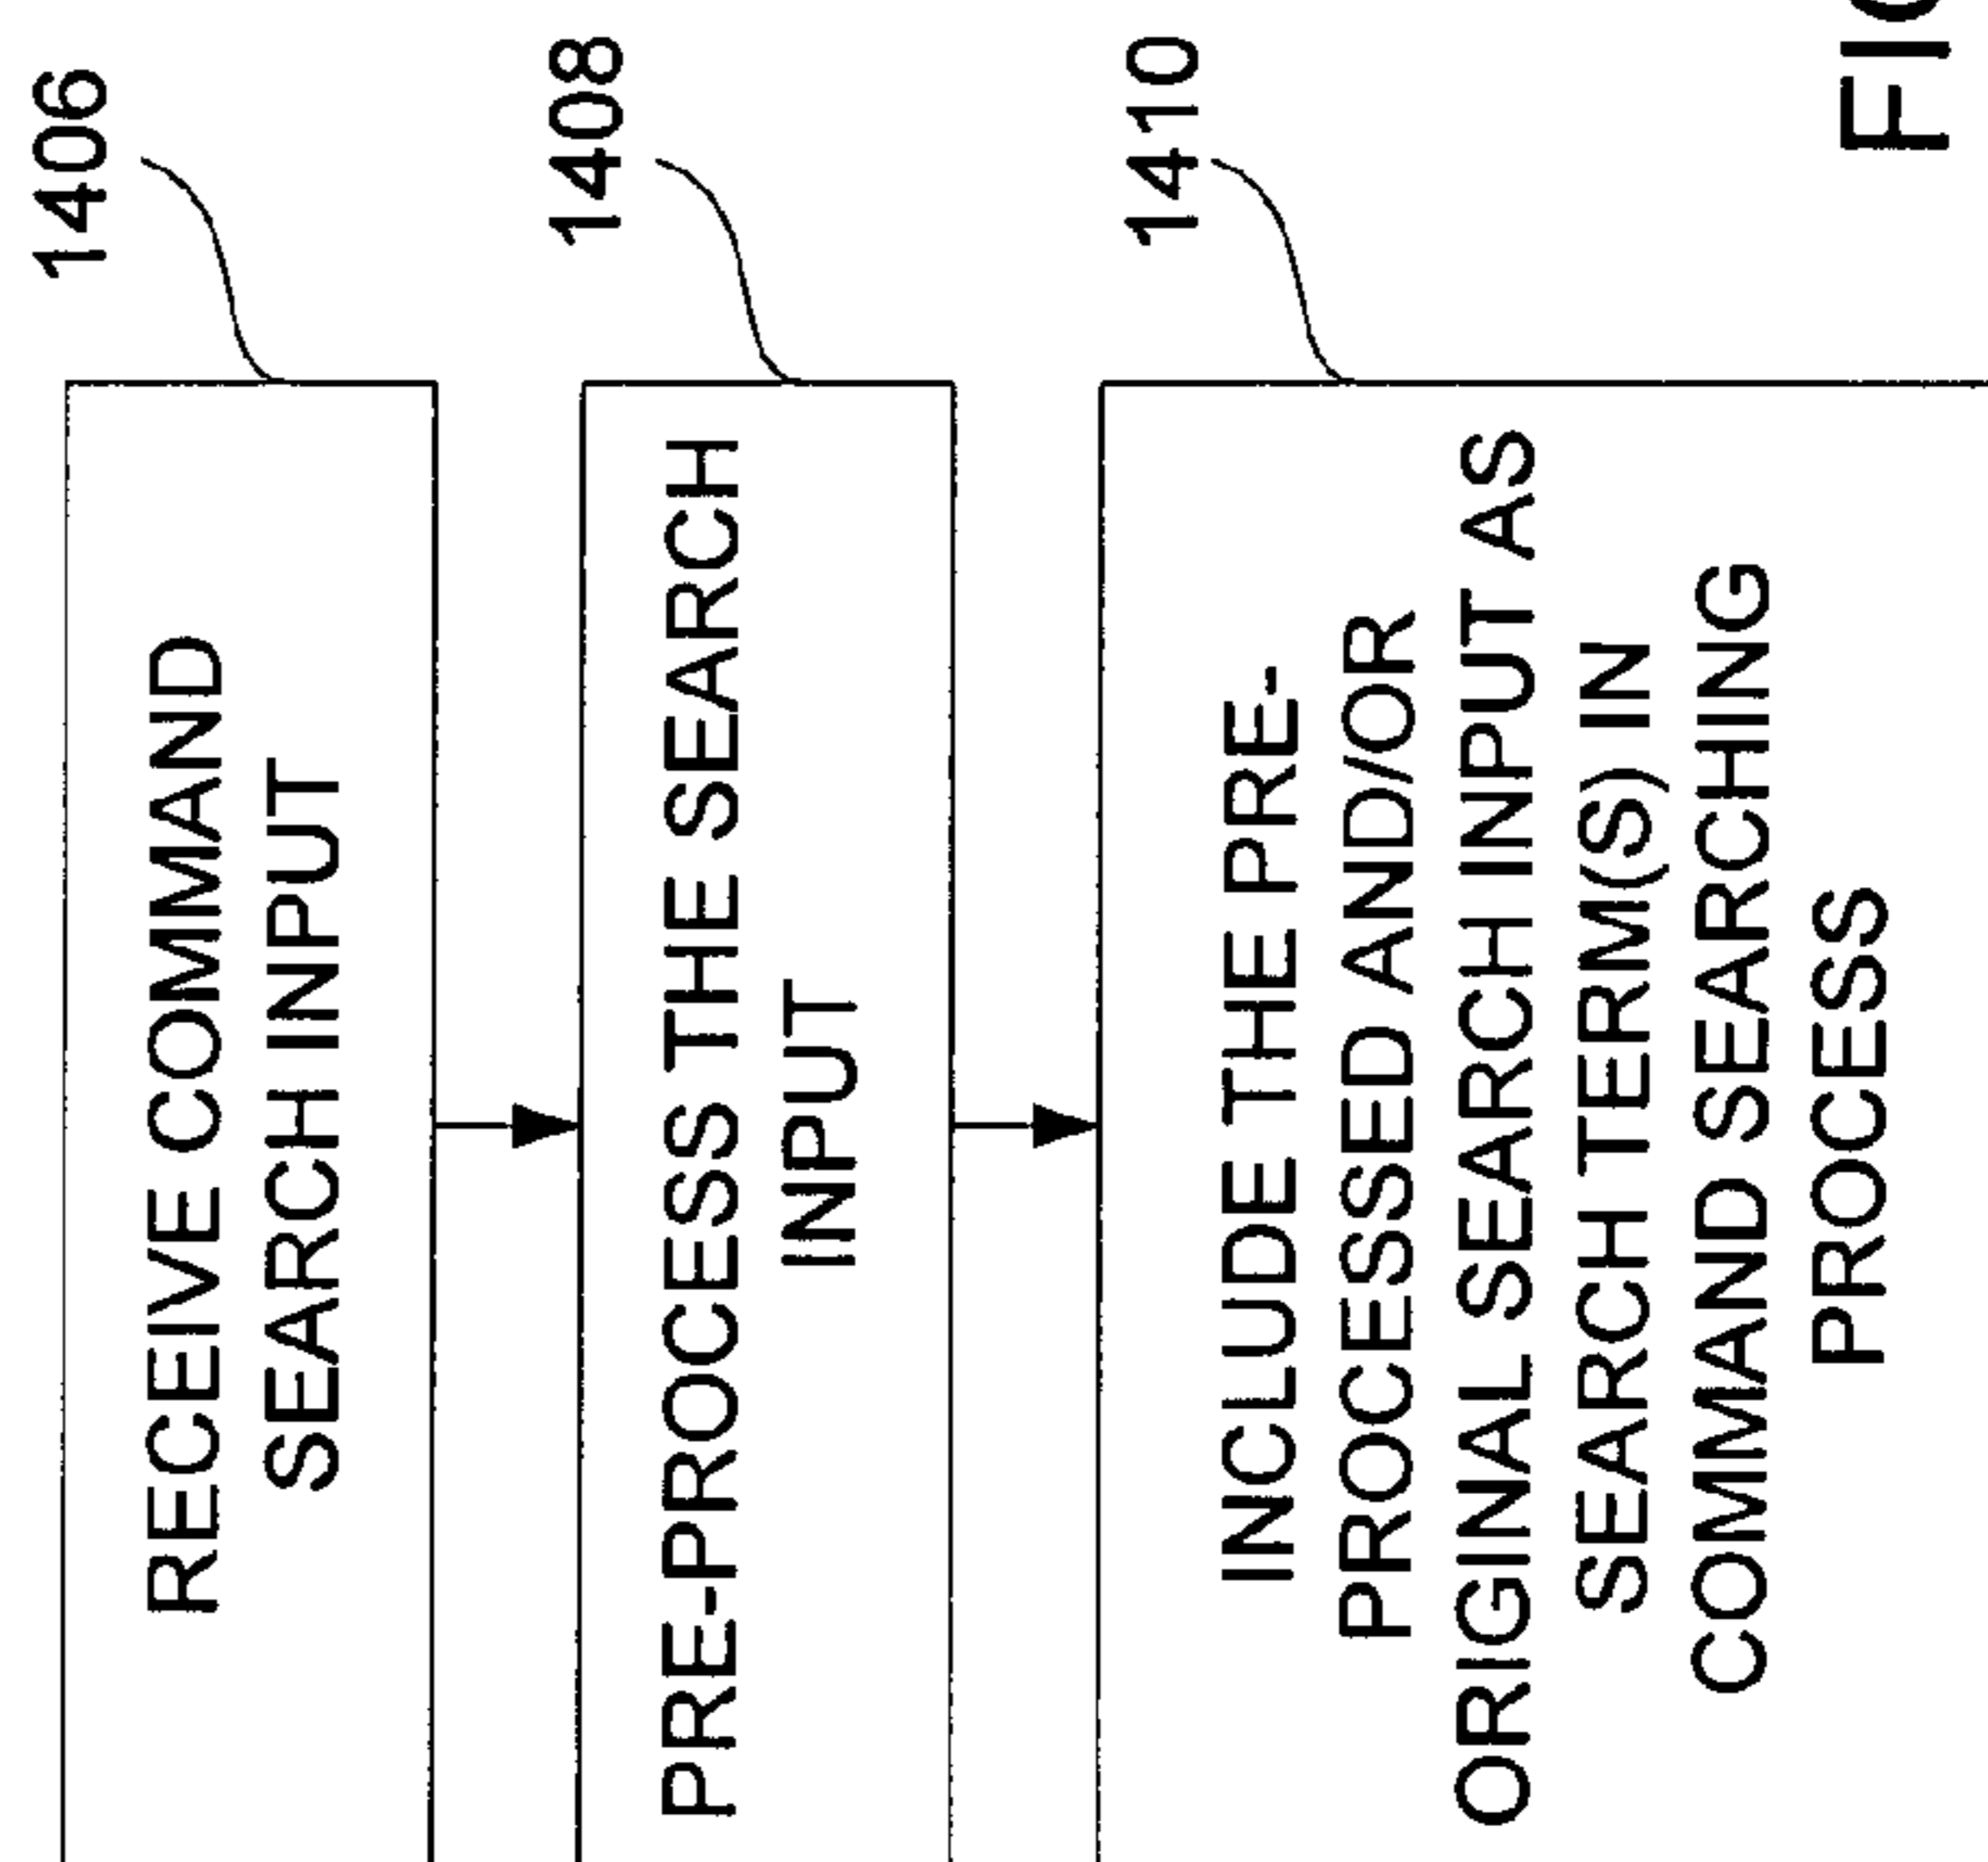 1406
RECEIVE COMMAND
SEARCH INPUT
1408
PRE-PROCESS THE SEARCH
INPUT
1410
INCLUDE THE PRE-
PROCESSED AND/OR
ORIGINAL SEARCH INPUT AS
SEARCH TERM(S) IN
COMMAND SEARCHING
PROCESS